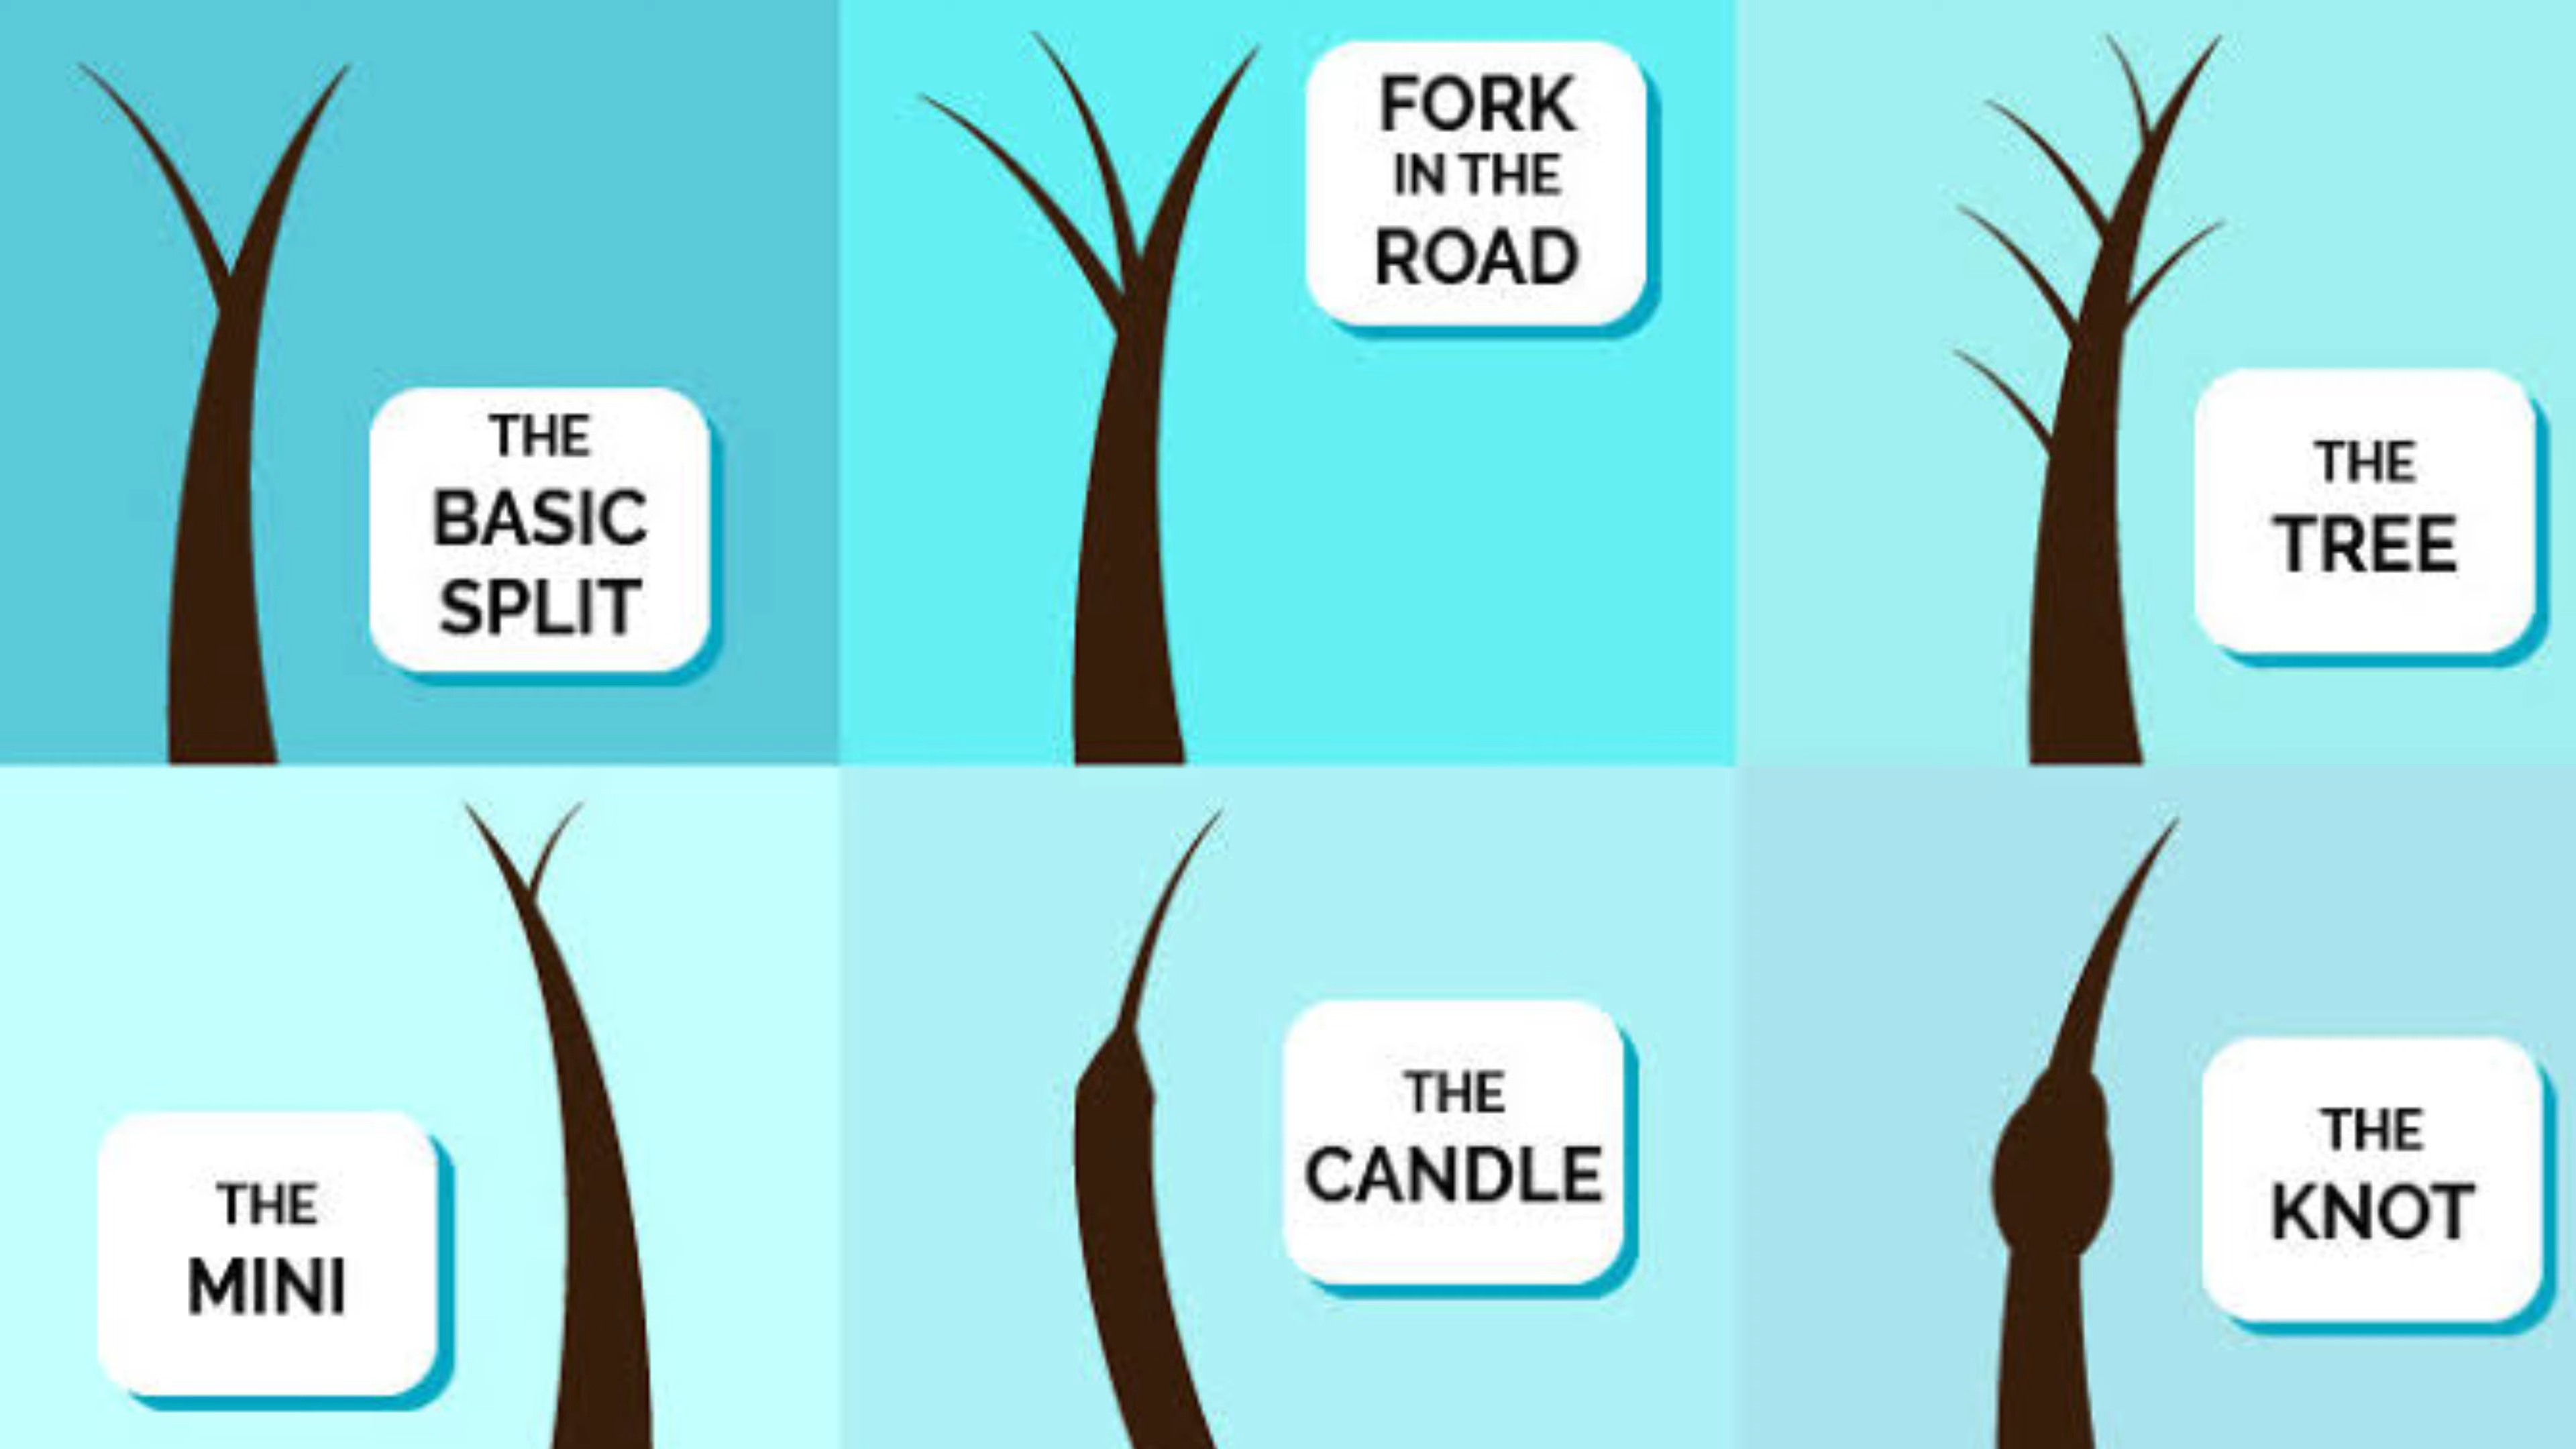 THE
BASIC
SPLIT
FORK
IN THE
ROAD
THE
TREE
THE
MINI
THE
CANDLE
THE
KNOT